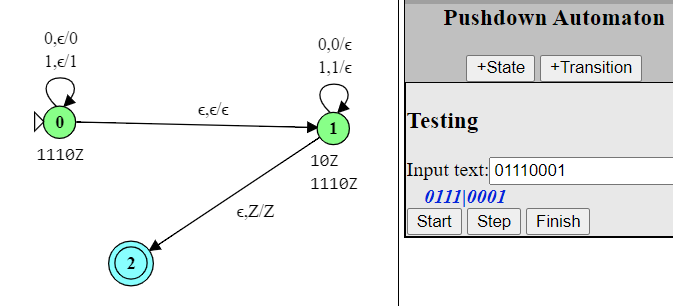 0,ϵ/0
1,ϵ/1
0
1110Z
ϵ,ϵ/ϵ
0,0/ϵ
1,1/ϵ
1
10Z
1110Z
ϵ,Z/Z
2
Pushdown Automaton
+State +Transition
Testing
Input text: 01110001
0111|0001
Start Step Finish